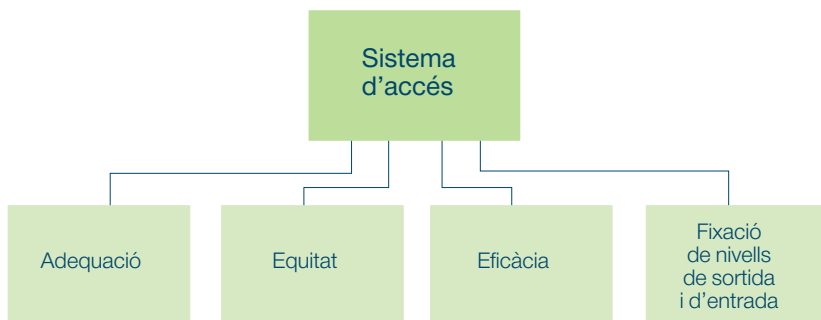 Sistema
d’accés
Adequació
Equitat
Eficàcia
Fixació
de nivells
de sortida
i d’entrada